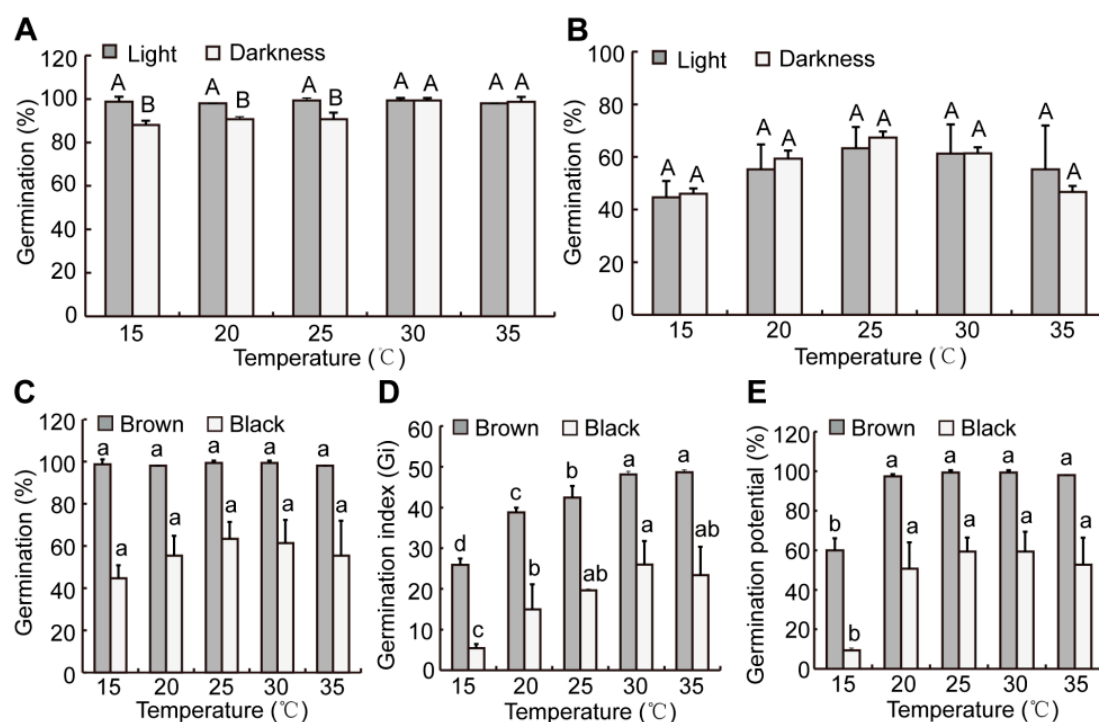 A
Light Darkness
Germination (%)
120
100
80
60
40
20
0
A B A B A B A A A A
15 20 25 30 35
Temperature (℃)
B
Light Darkness
Germination (%)
100
80
60
40
20
0
A A A A A A A A A A
15 20 25 30 35
Temperature (℃)
C
Brown Black
Germination (%)
120
100
80
60
40
20
0
a a a a a a a a a a
15 20 25 30 35
Temperature (℃)
D
Brown Black
Germination index (Gi)
60
50
40
30
20
10
0
d c c b b ab a a a ab
15 20 25 30 35
Temperature (℃)
E
Brown Black
Germination potential (%)
120
100
80
60
40
20
0
b b a a a a a a a a
15 20 25 30 35
Temperature (℃)